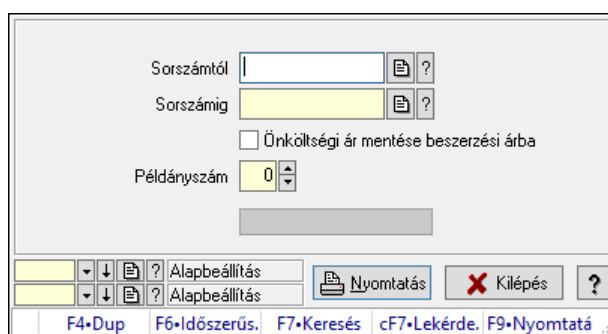 Sorszámtól ?
Sorszámig ?
Önköltségi ár mentése beszerzési árba
Példányszám 0
? Alapbeállítás
? Alapbeállítás
Nyomtatás Kilépés ?
F4•Dup F6•Időszerűs. F7•Keresés cF7•Lekérde. F9•Nyomtatá